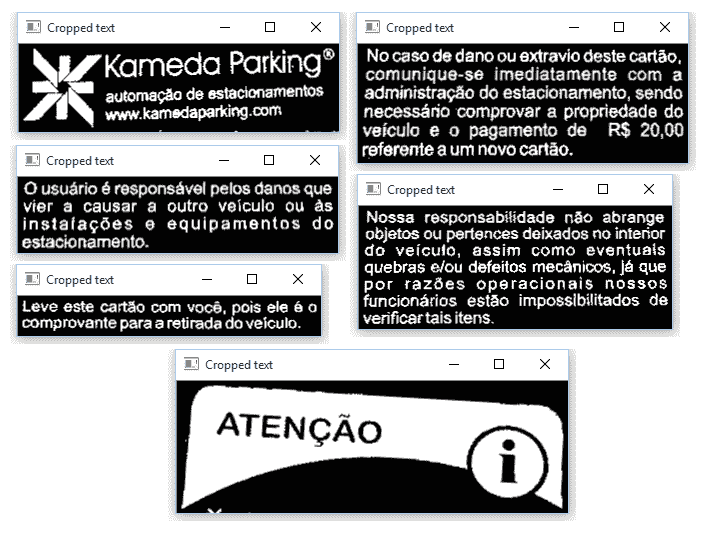 Cropped text
Kameda Parking®
automação de estacionamentos
www.kamedaparking.com
Cropped text
No caso de dano ou extravio deste cartão,
comunique-se imediatamente com a
administração do estacionamento, sendo
necessário comprovar a propriedade do
veículo e o pagamento de R$ 20,00
referente a um novo cartão.
Cropped text
O usuário é responsável pelos danos que
vier a causar a outro veículo ou às
instalações e equipamentos do
estacionamento.
Cropped text
Nossa responsabilidade não abrange
objetos ou pertences deixados no interior
do veículo, assim como eventuais
quebras e/ou defeitos mecânicos, já que
por razões operacionais nossos
funcionários estão impossibilitados de
verificar tais itens.
Cropped text
Leve este cartão com você, pois ele é o
comprovante para a retirada do veículo.
Cropped text
ATENÇÃO
i